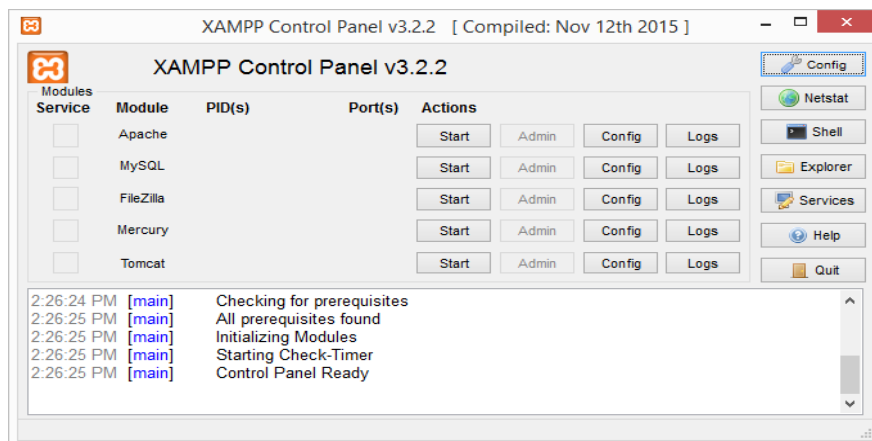 XAMPP Control Panel v3.2.2 [ Compiled: Nov 12th 2015 ]
XAMPP Control Panel v3.2.2
Config
Modules
Service Module PID(s) Port(s) Actions
Netstat
Apache Start Admin Config Logs
Shell
MySQL Start Admin Config Logs
Explorer
FileZilla Start Admin Config Logs
Services
Mercury Start Admin Config Logs
Help
Tomcat Start Admin Config Logs
Quit
2:26:24 PM [main] Checking for prerequisites
2:26:25 PM [main] All prerequisites found
2:26:25 PM [main] Initializing Modules
2:26:25 PM [main] Starting Check-Timer
2:26:25 PM [main] Control Panel Ready